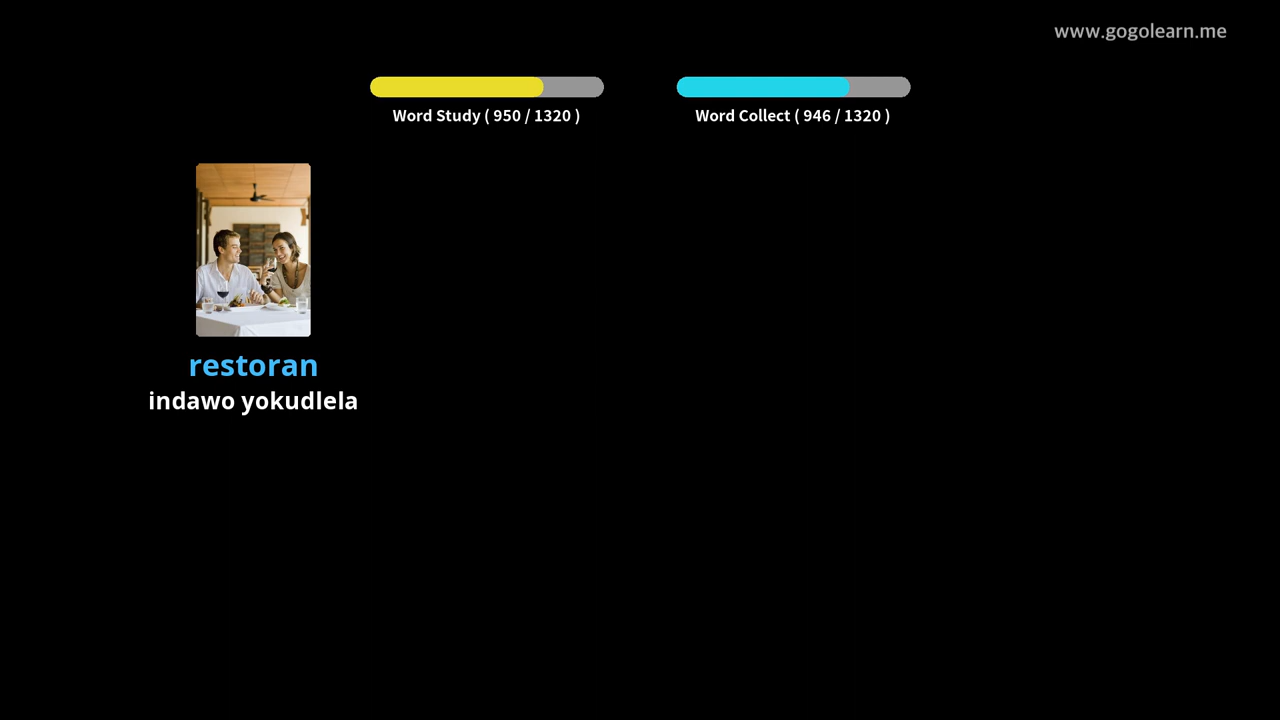 www.gogolearn.me
Word Study ( 950 / 1320 )
Word Collect ( 946 / 1320 )
restoran
indawo yokudlela